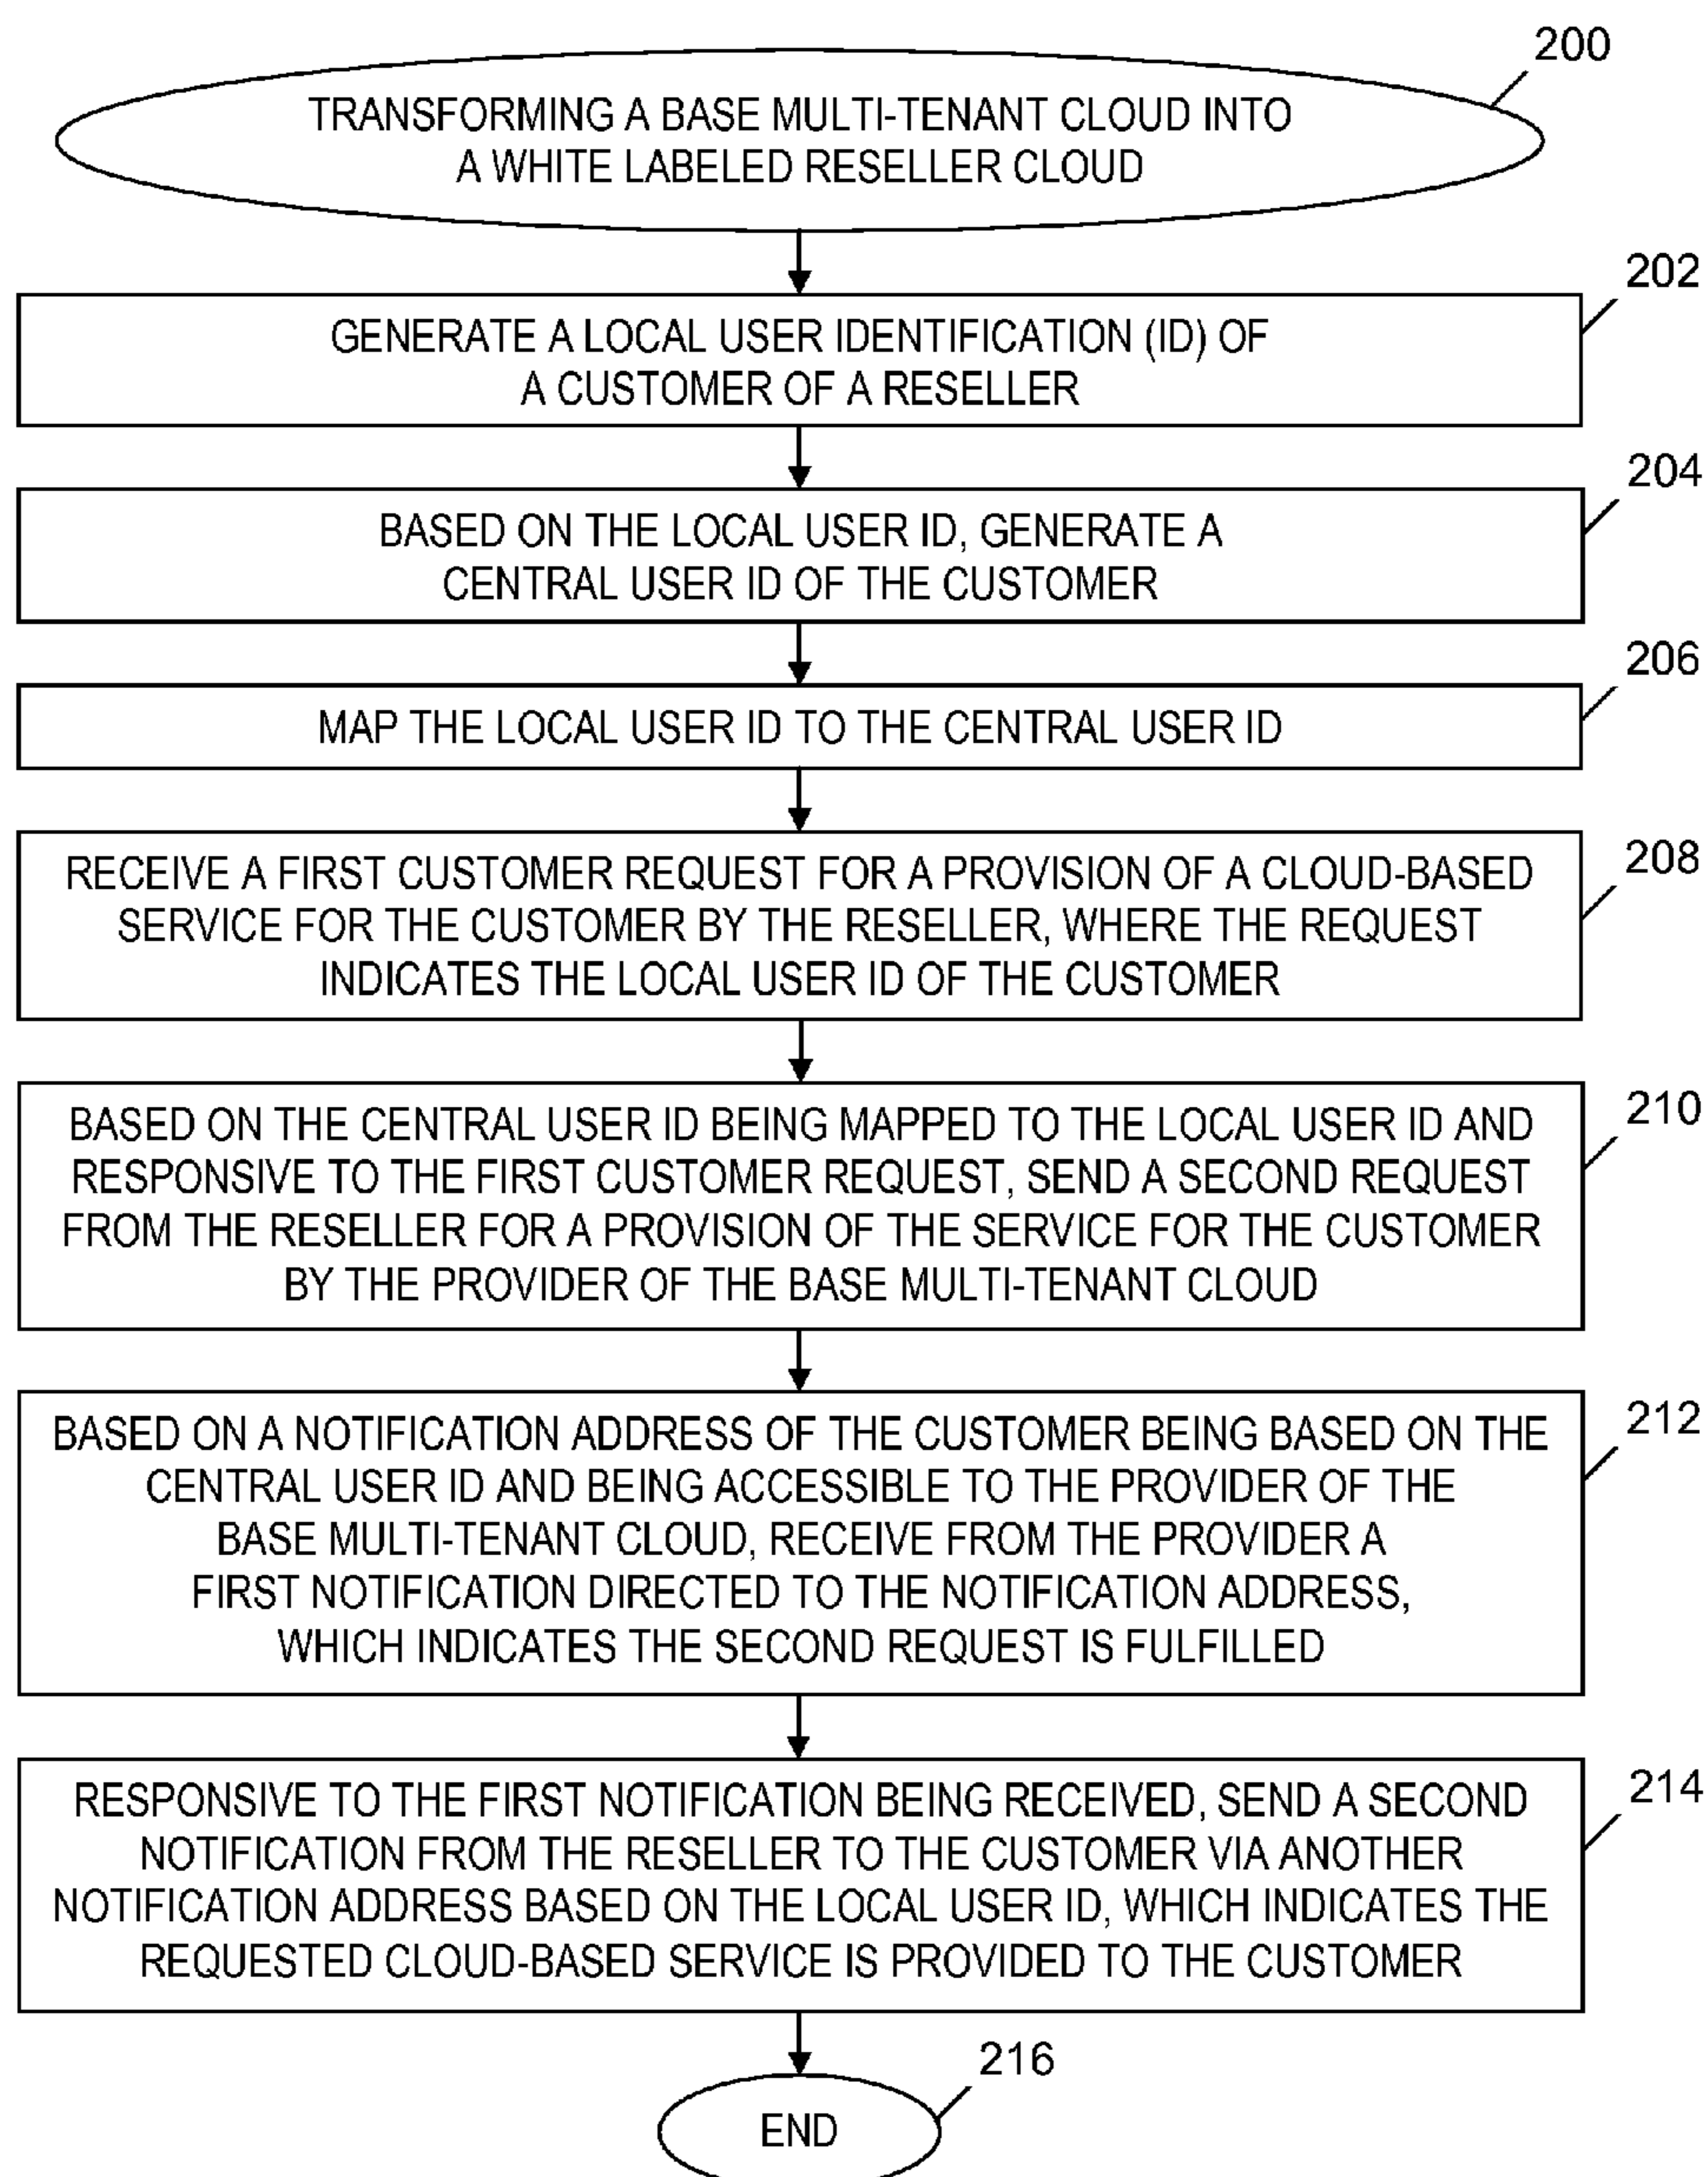 200
TRANSFORMING A BASE MULTI-TENANT CLOUD INTO
A WHITE LABELED RESELLER CLOUD
202
GENERATE A LOCAL USER IDENTIFICATION (ID) OF
A CUSTOMER OF A RESELLER
204
BASED ON THE LOCAL USER ID, GENERATE A
CENTRAL USER ID OF THE CUSTOMER
206
MAP THE LOCAL USER ID TO THE CENTRAL USER ID
208
RECEIVE A FIRST CUSTOMER REQUEST FOR A PROVISION OF A CLOUD-BASED
SERVICE FOR THE CUSTOMER BY THE RESELLER, WHERE THE REQUEST
INDICATES THE LOCAL USER ID OF THE CUSTOMER
210
BASED ON THE CENTRAL USER ID BEING MAPPED TO THE LOCAL USER ID AND
RESPONSIVE TO THE FIRST CUSTOMER REQUEST, SEND A SECOND REQUEST
FROM THE RESELLER FOR A PROVISION OF THE SERVICE FOR THE CUSTOMER
BY THE PROVIDER OF THE BASE MULTI-TENANT CLOUD
212
BASED ON A NOTIFICATION ADDRESS OF THE CUSTOMER BEING BASED ON THE
CENTRAL USER ID AND BEING ACCESSIBLE TO THE PROVIDER OF THE
BASE MULTI-TENANT CLOUD, RECEIVE FROM THE PROVIDER A
FIRST NOTIFICATION DIRECTED TO THE NOTIFICATION ADDRESS,
WHICH INDICATES THE SECOND REQUEST IS FULFILLED
214
RESPONSIVE TO THE FIRST NOTIFICATION BEING RECEIVED, SEND A SECOND
NOTIFICATION FROM THE RESELLER TO THE CUSTOMER VIA ANOTHER
NOTIFICATION ADDRESS BASED ON THE LOCAL USER ID, WHICH INDICATES THE
REQUESTED CLOUD-BASED SERVICE IS PROVIDED TO THE CUSTOMER
216
END